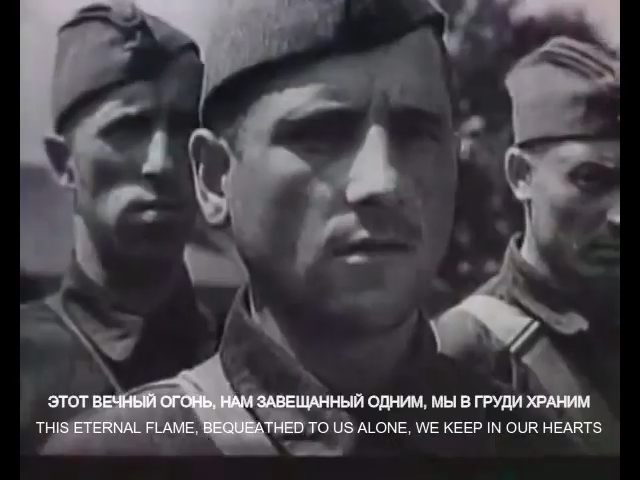 ЭТОТ ВЕЧНЫЙ ОГОНЬ, НАМ ЗАВЕЩАННЫЙ ОДНИМ, МЫ В ГРУДИ ХРАНИМ
THIS ETERNAL FLAME, BEQUEATHED TO US ALONE, WE KEEP IN OUR HEARTS